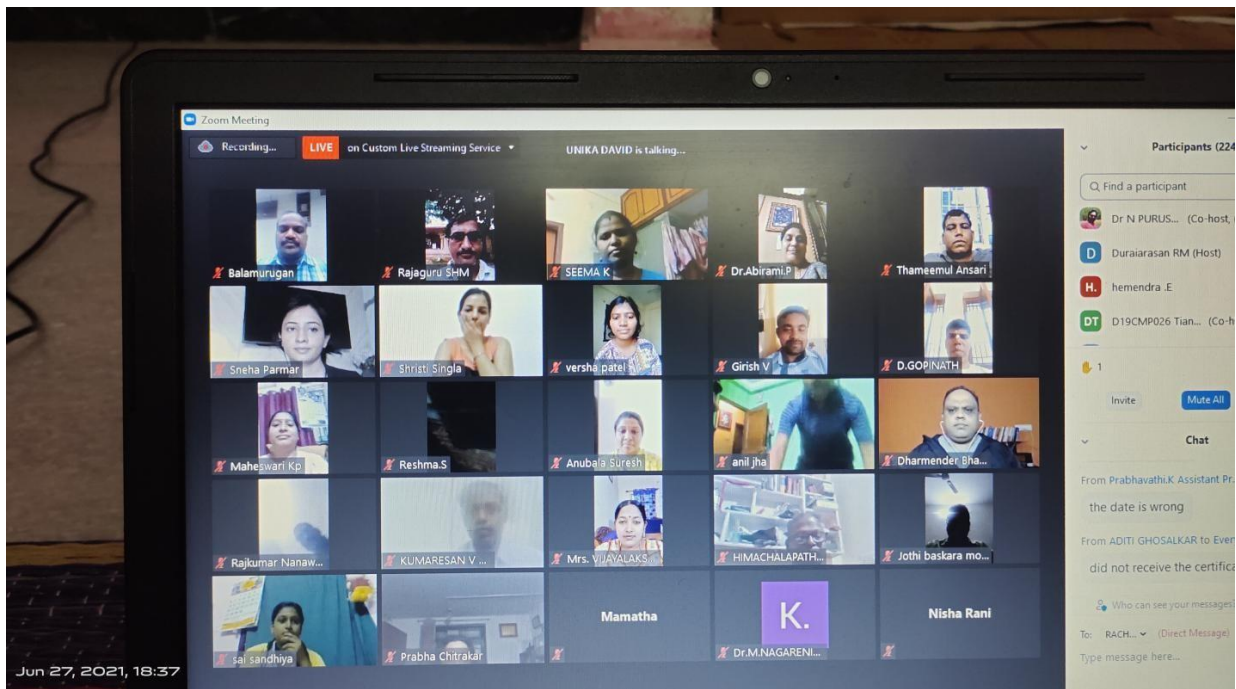 Zoom Meeting
Recording...
LIVE on Custom Live Streaming Service
UNIKA DAVID is talking...
Balamurugan
Rajaguru SHM
SEEMA K
Dr.Abirami.P
Thameemul Ansari
Sneha Parmar
Shristi Singla
versha patel
Girish V
D.GOPINATH
Maheswari Kp
Reshma.S
Anubala Suresh
anil jha
Dharmender Bha...
Rajkumar Nanaw...
KUMARESAN V ...
Mrs. VIJAYALAKS...
HIMACHALAPATH...
Jothi baskara mo...
sai sandhiya
Prabha Chitrakar
Mamatha
K.
Dr.M.NAGARENI...
Nisha Rani
Participants (224
Find a participant
Dr N PURUS... (Co-host,
D Duraiarasan RM (Host)
H. hemendra .E
DT D19CMP026 Tian... (Co-h
1
Invite
Mute All
Chat
From Prabhavathi.K Assistant Pr.
the date is wrong
From ADITI GHOSALKAR to Ever
did not receive the certifica
Who can see your messages?
To: RACH... (Direct Message)
Type message here...
Jun 27, 2021, 18:37